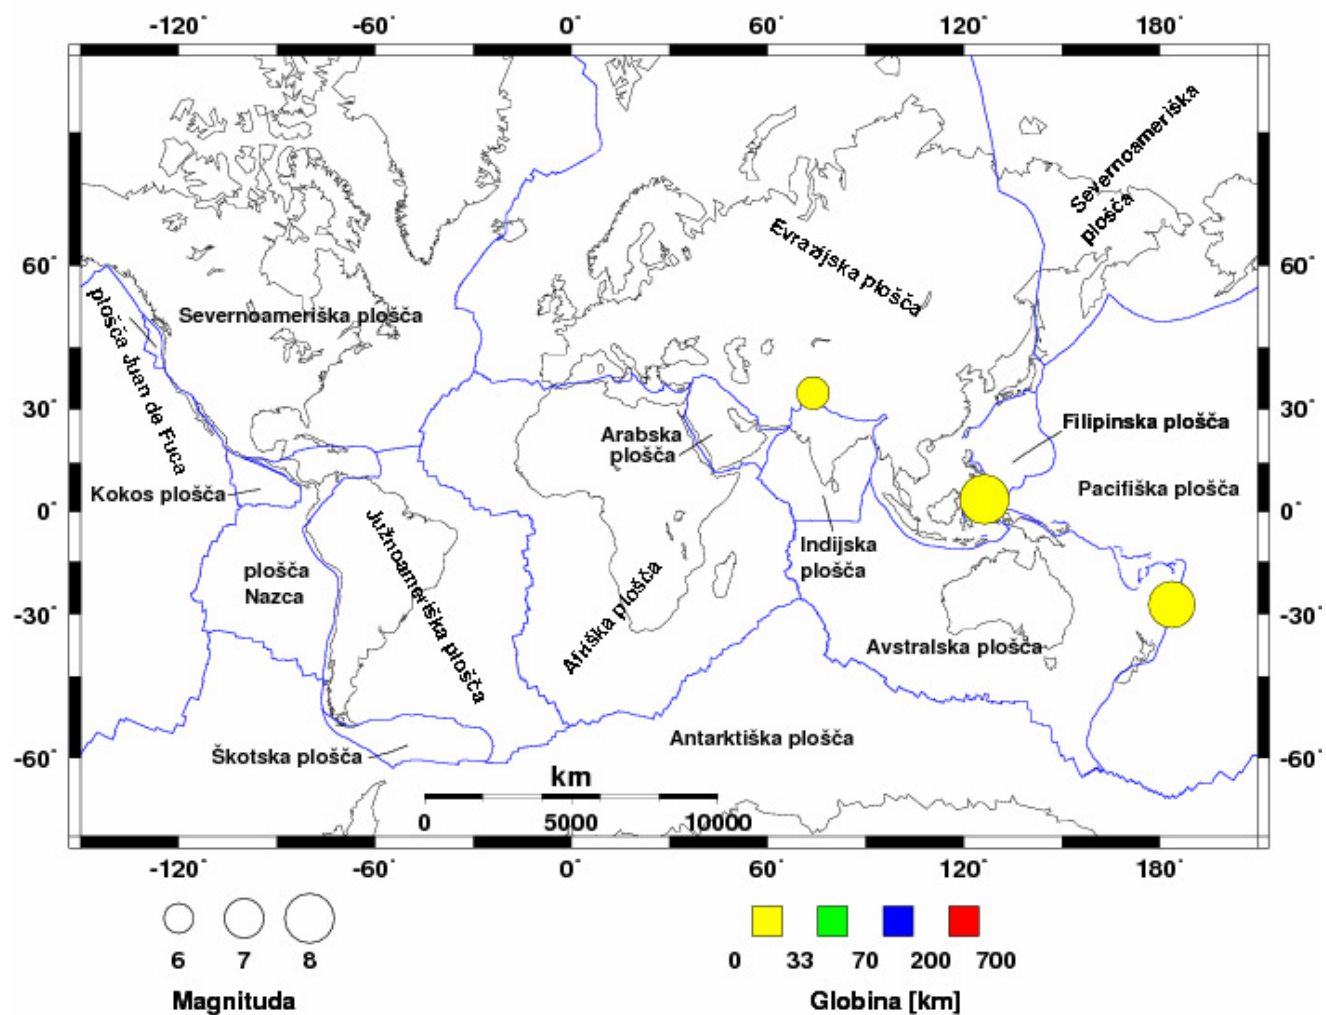 -120° -60° 0° 60° 120° 180°
Severnoameriška
plošča
Evrazijska plošča
60° 60°
plošča Juan de Fuca
Severnoameriška plošča
30° 30°
Filipinska plošča
Arabska
plošča
Kokos plošča
Pacifiška plošča
0° 0°
Južnoameriška plošča
Indijska
plošča
plošča
Nazca
Afriška plošča
-30° -30°
Avstralska plošča
Antarktiška plošča
Škotska plošča
-60° -60°
km
0 5000 10000
-120° -60° 0° 60° 120° 180°
6 7 8
0 33 70 200 700
Magnituda
Globina [km]